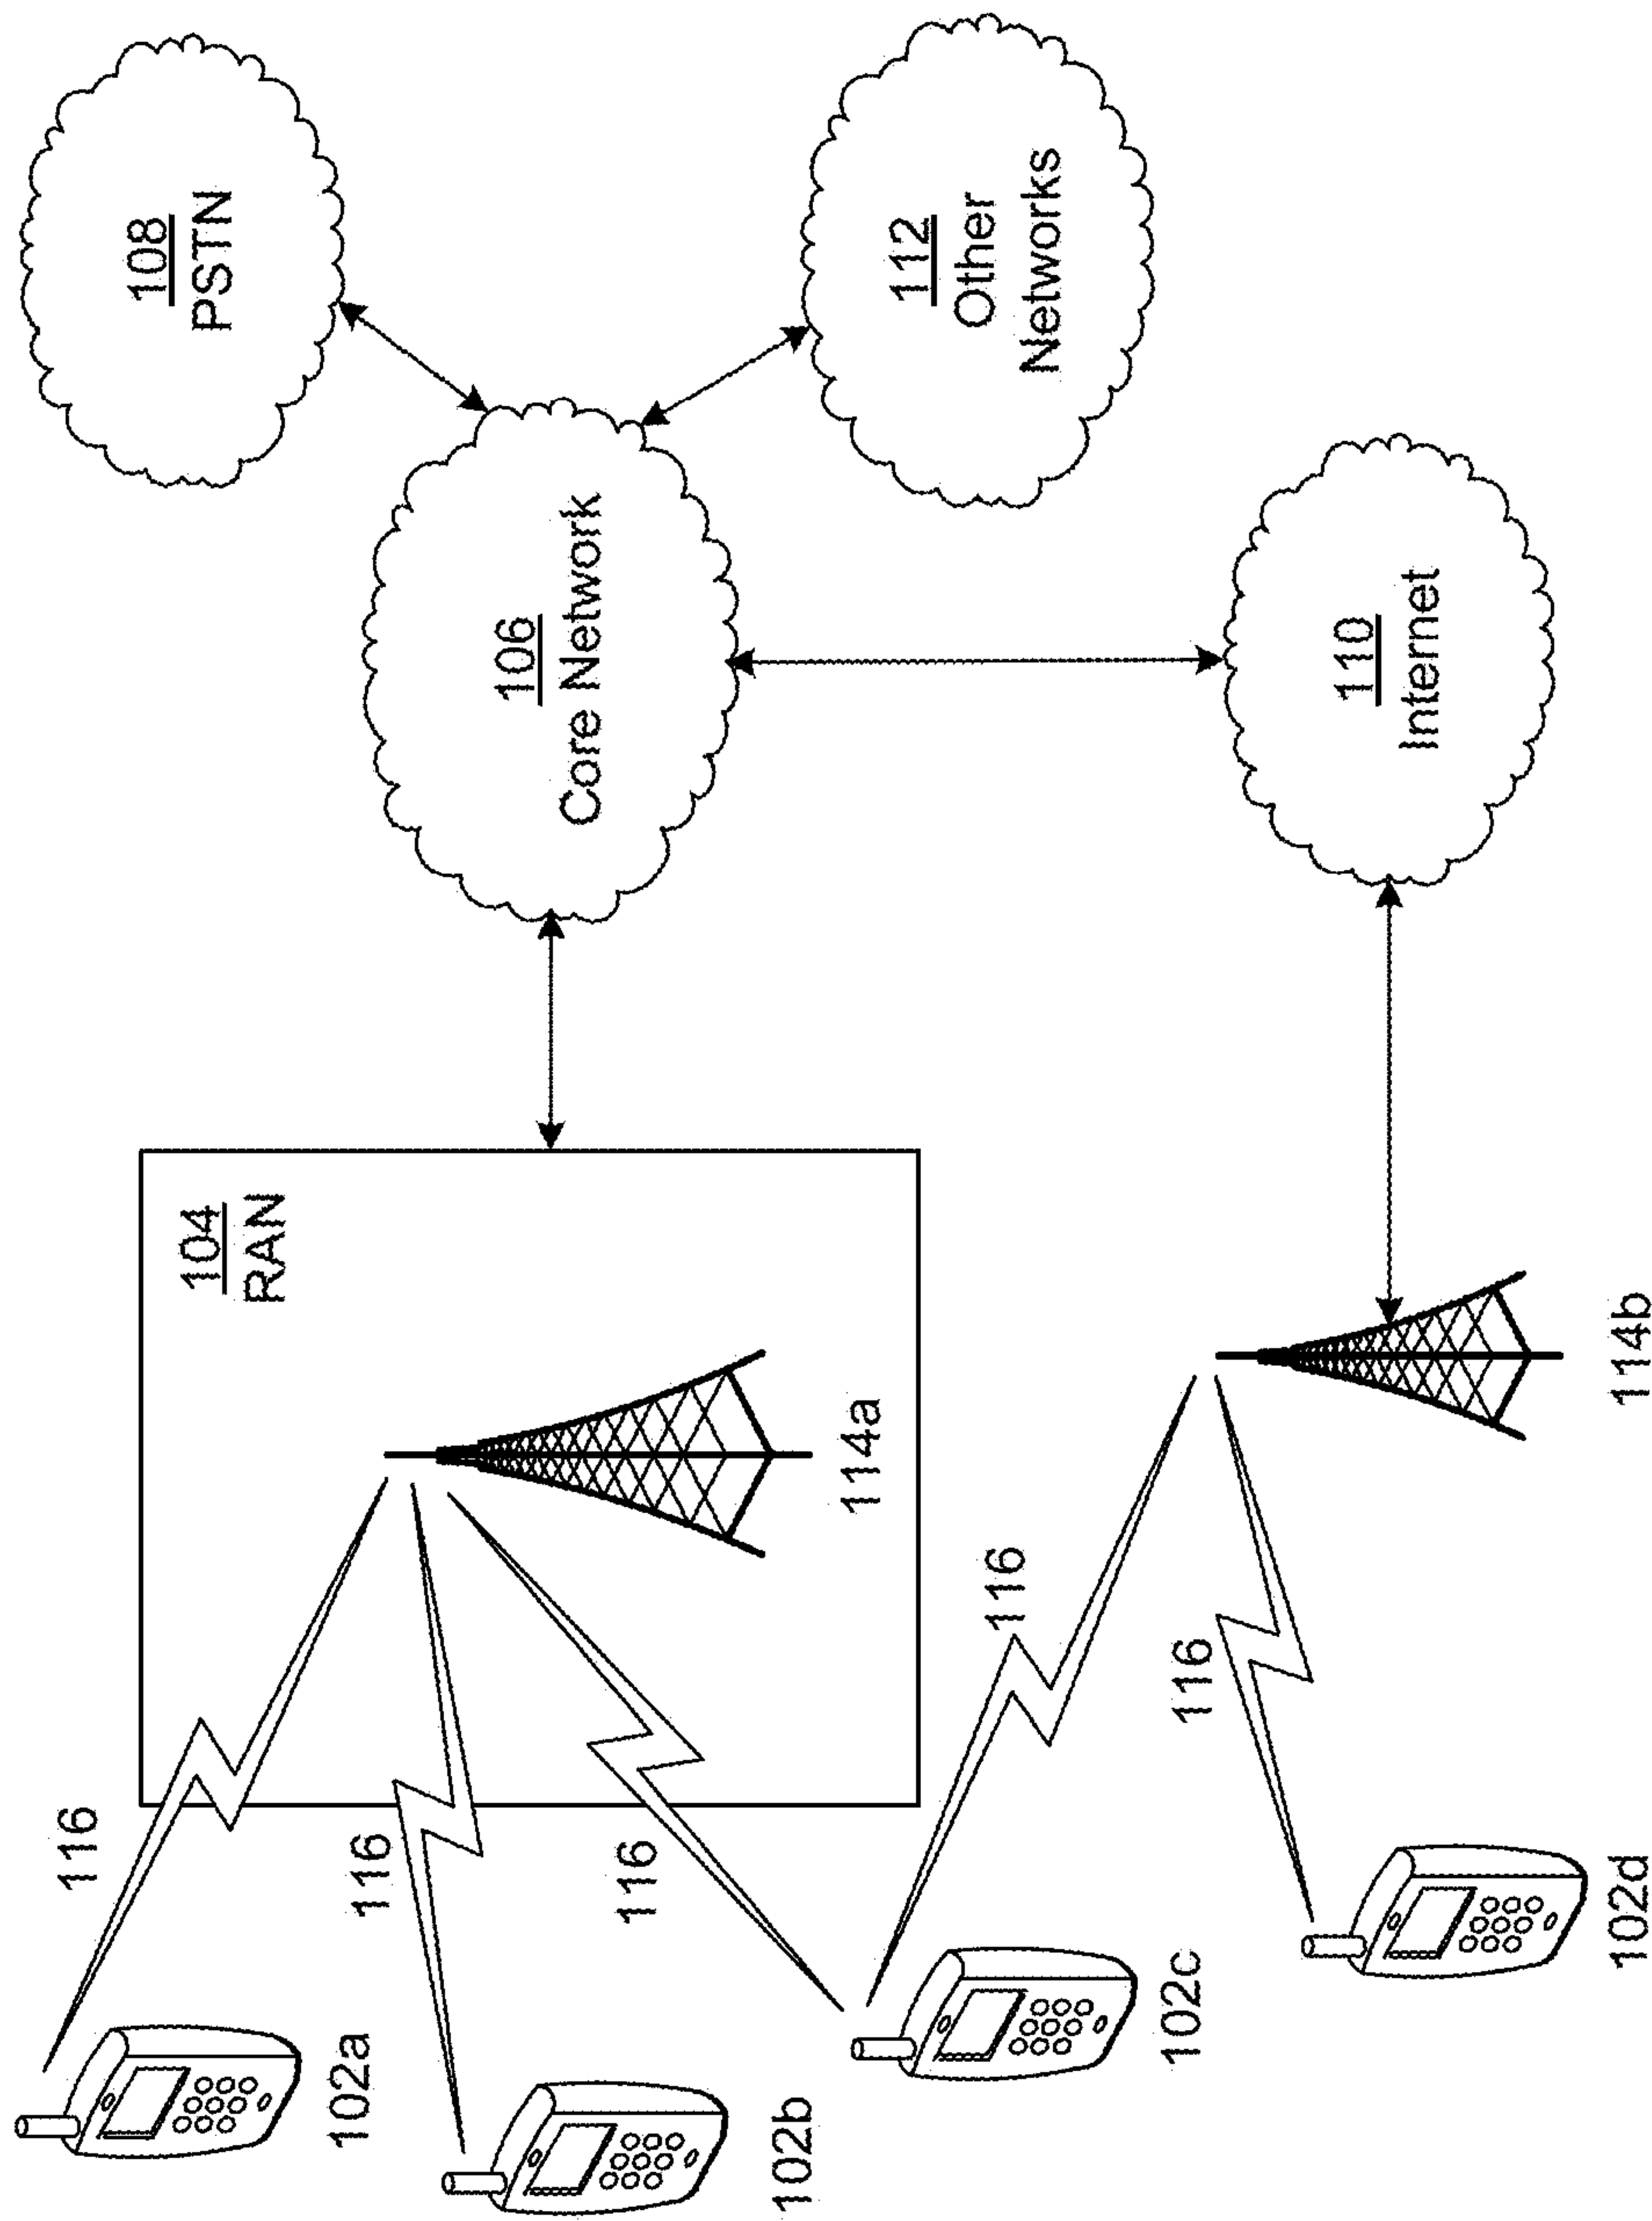 102a
116
104
RAN
108
PSTN
102b
116
106
Core Network
116
114a
102c
112
Other
Networks
116
116
110
Internet
102d
114b